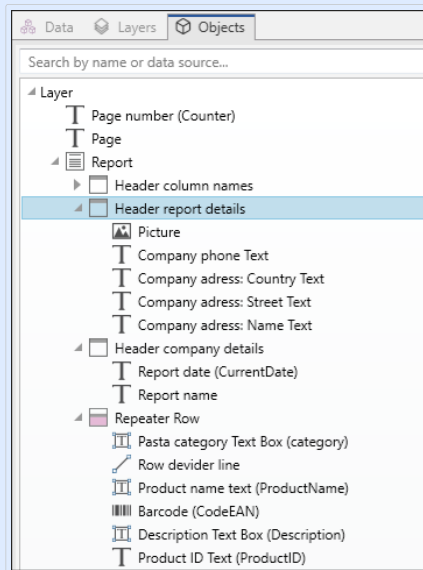 Data
Layers
Objects
Search by name or data source...
Layer
Page number (Counter)
Page
Report
Header column names
Header report details
Picture
Company phone Text
Company adress: Country Text
Company adress: Street Text
Company adress: Name Text
Header company details
Report date (CurrentDate)
Report name
Repeater Row
Pasta category Text Box (category)
Row devider line
Product name text (ProductName)
Barcode (CodeEAN)
Description Text Box (Description)
Product ID Text (ProductID)